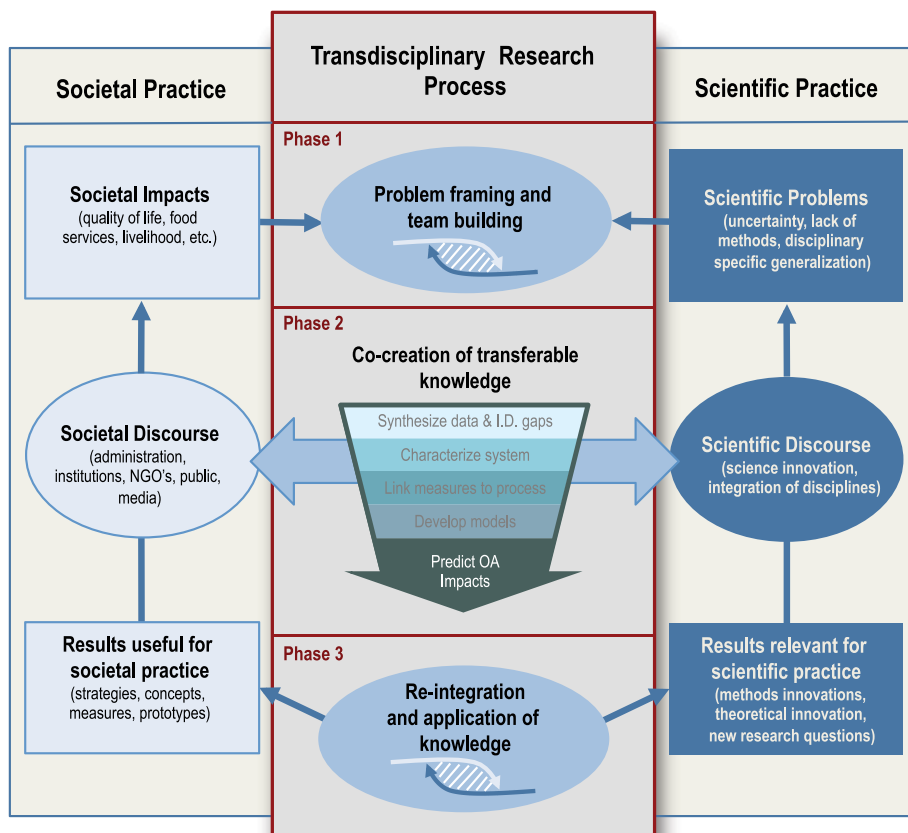 Societal Practice
Transdisciplinary Research
Process
Scientific Practice
Phase 1
Societal Impacts
(quality of life, food
services, livelihood, etc.)
Problem framing and
team building
Scientific Problems
(uncertainty, lack of
methods, disciplinary
specific generalization)
Phase 2
Co-creation of transferable
knowledge
Synthesize data & I.D. gaps
Characterize system
Link measures to process
Develop models
Predict OA
Impacts
Societal Discourse
(administration,
institutions, NGO's, public,
media)
Scientific Discourse
(science innovation,
integration of disciplines)
Phase 3
Results useful for
societal practice
(strategies, concepts,
measures, prototypes)
Re-integration
and application of
knowledge
Results relevant for
scientific practice
(methods innovations,
theoretical innovation,
new research questions)